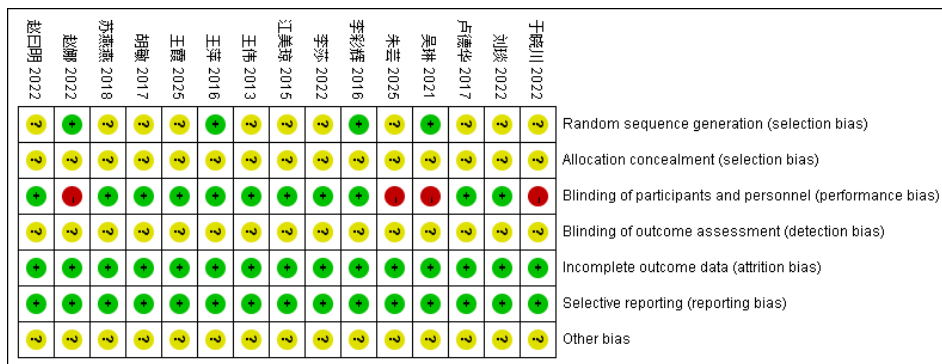 赵曰明 2022
赵娜 2022
苏燕燕 2018
胡敏 2017
王霞 2025
王萍 2016
王伟 2013
江美琼 2015
李莎 2022
李彩辉 2016
朱芸 2025
吴琳 2021
卢德华 2017
刘琰 2022
于晓川 2022
Random sequence generation (selection bias)
Allocation concealment (selection bias)
Blinding of participants and personnel (performance bias)
Blinding of outcome assessment (detection bias)
Incomplete outcome data (attrition bias)
Selective reporting (reporting bias)
Other bias